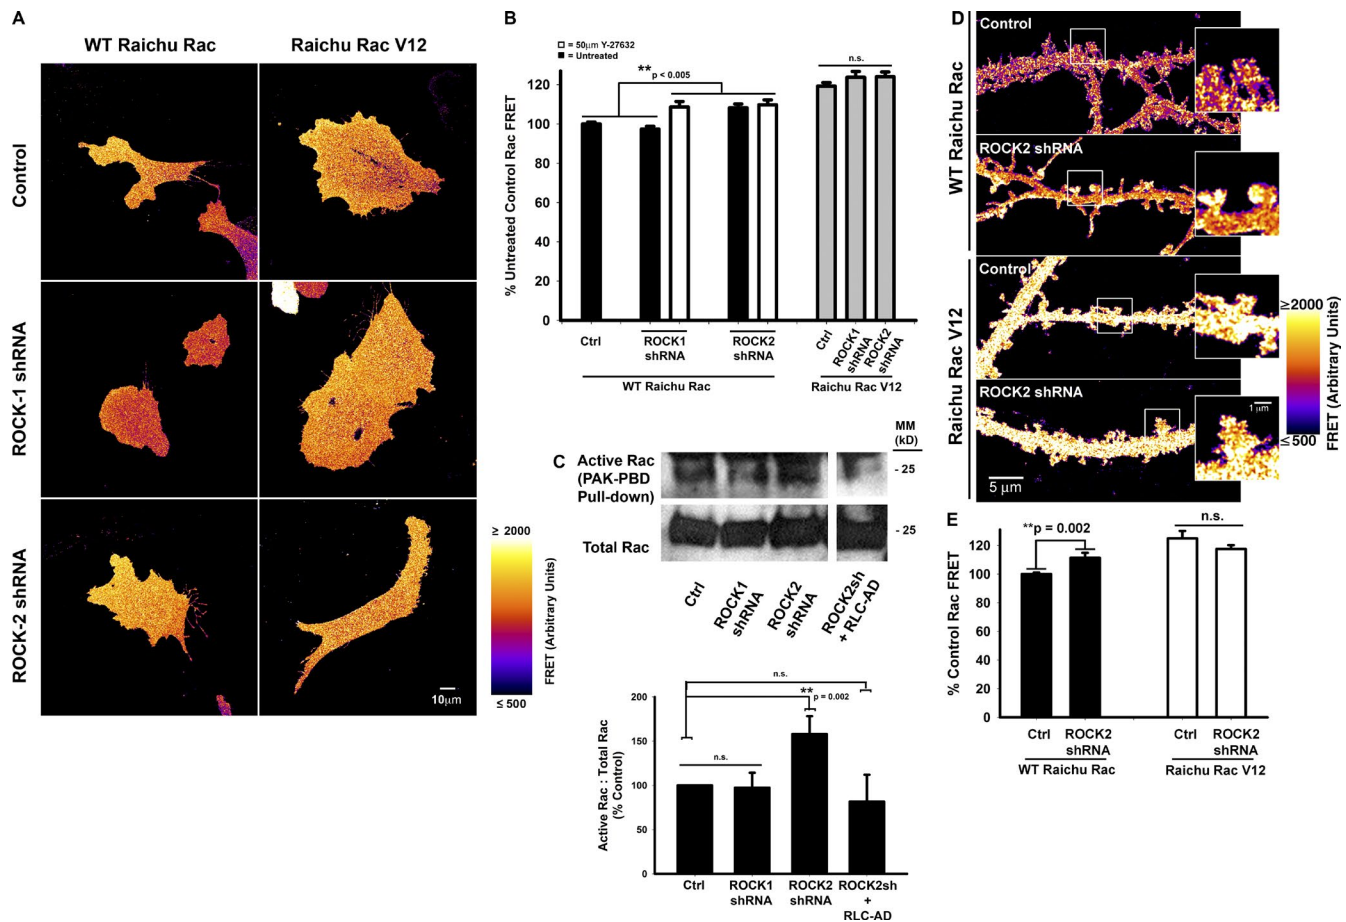 A
WT Raichu Rac
Raichu Rac V12
Control
ROCK-1 shRNA
ROCK-2 shRNA
10μm
≥ 2000
FRET (Arbitrary Units)
≤ 500
B
= 50μm Y-27632
= Untreated
**
p < 0.005
n.s.
% Untreated Control Rac FRET
120
100
80
60
40
20
0
Ctrl
ROCK1
shRNA
ROCK2
shRNA
WT Raichu Rac
Ctrl
ROCK1
shRNA
ROCK2
shRNA
Raichu Rac V12
C
Active Rac
(PAK-PBD
Pull-down)
Total Rac
MM
(kD)
- 25
- 25
Ctrl
ROCK1
shRNA
ROCK2
shRNA
ROCK2sh
+ RLC-AD
n.s.
**
p = 0.002
n.s.
Active Rac : Total Rac
(% Control)
200
150
100
50
0
Ctrl
ROCK1
shRNA
ROCK2
shRNA
ROCK2sh
+
RLC-AD
D
WT Raichu Rac
Raichu Rac V12
Control
ROCK2 shRNA
Control
ROCK2 shRNA
1 μm
5 μm
≥ 2000
FRET (Arbitrary Units)
≤ 500
E
**p = 0.002
n.s.
% Control Rac FRET
120
100
80
60
40
20
0
Ctrl
ROCK2
shRNA
WT Raichu Rac
Ctrl
ROCK2
shRNA
Raichu Rac V12